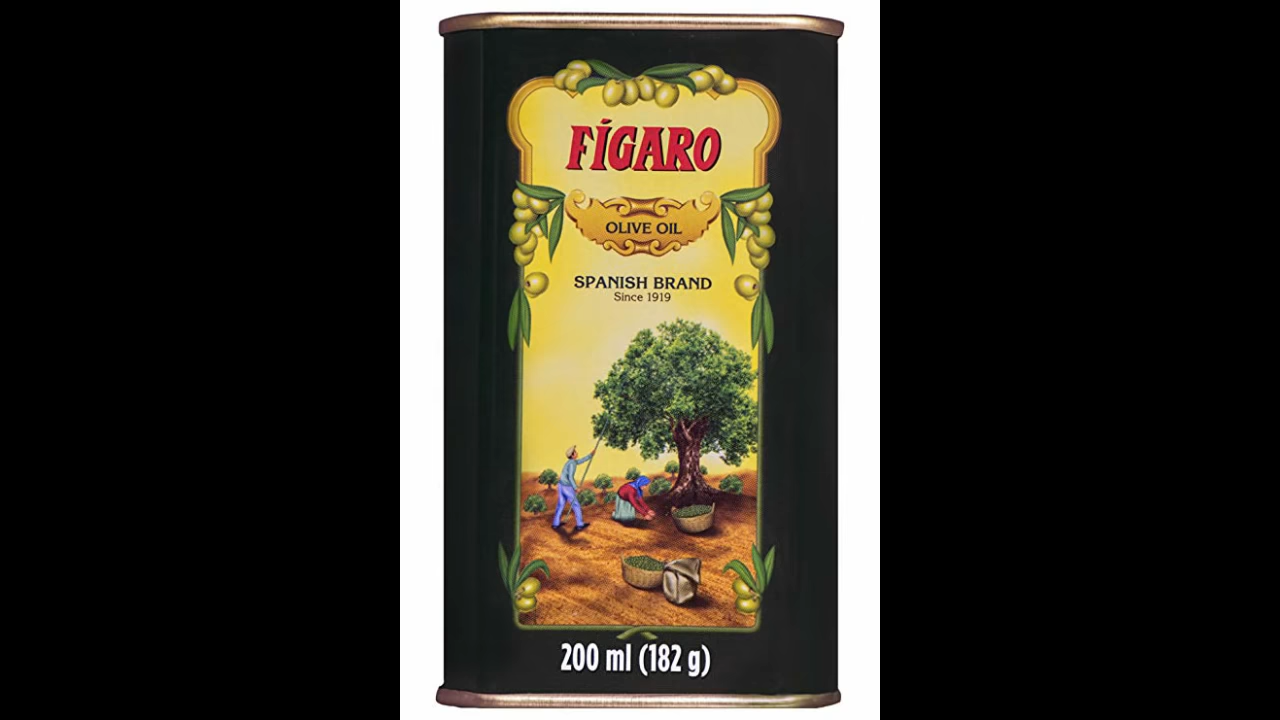 FÍGARO
OLIVE OIL
SPANISH BRAND
Since 1919
200 ml (182 g)